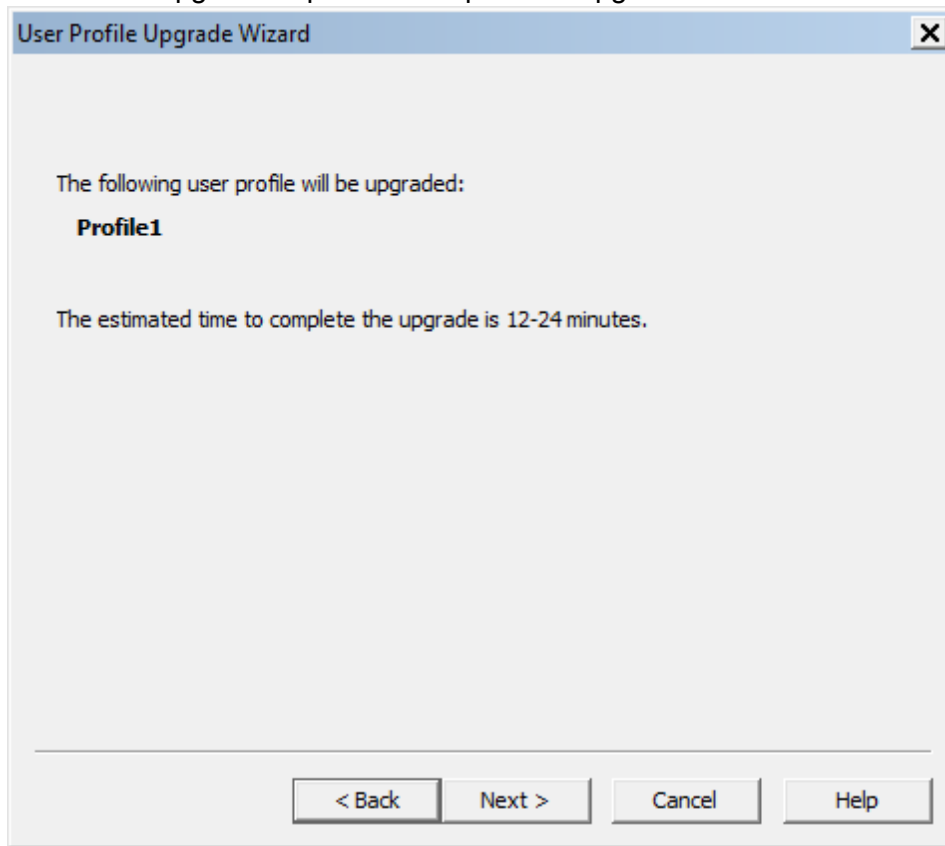 User Profile Upgrade Wizard
The following user profile will be upgraded:
Profile1
The estimated time to complete the upgrade is 12-24 minutes.
< Back Next > Cancel Help